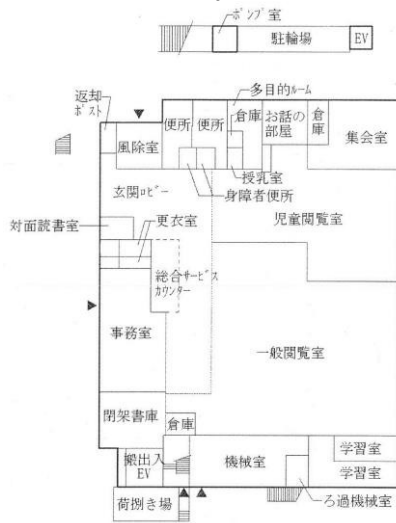 ポンプ室
駐輪場
EV
多目的ルーム
返却
ポスト
風除室
便所
便所
倉庫
お話の
部屋
倉庫
集会室
授乳室
身障者便所
玄関ロビー
児童閲覧室
対面読書室
更衣室
総合サービス
カウンター
事務室
一般閲覧室
閉架書庫
倉庫
搬出入
EV
機械室
学習室
学習室
荷捌き場
ろ過機械室